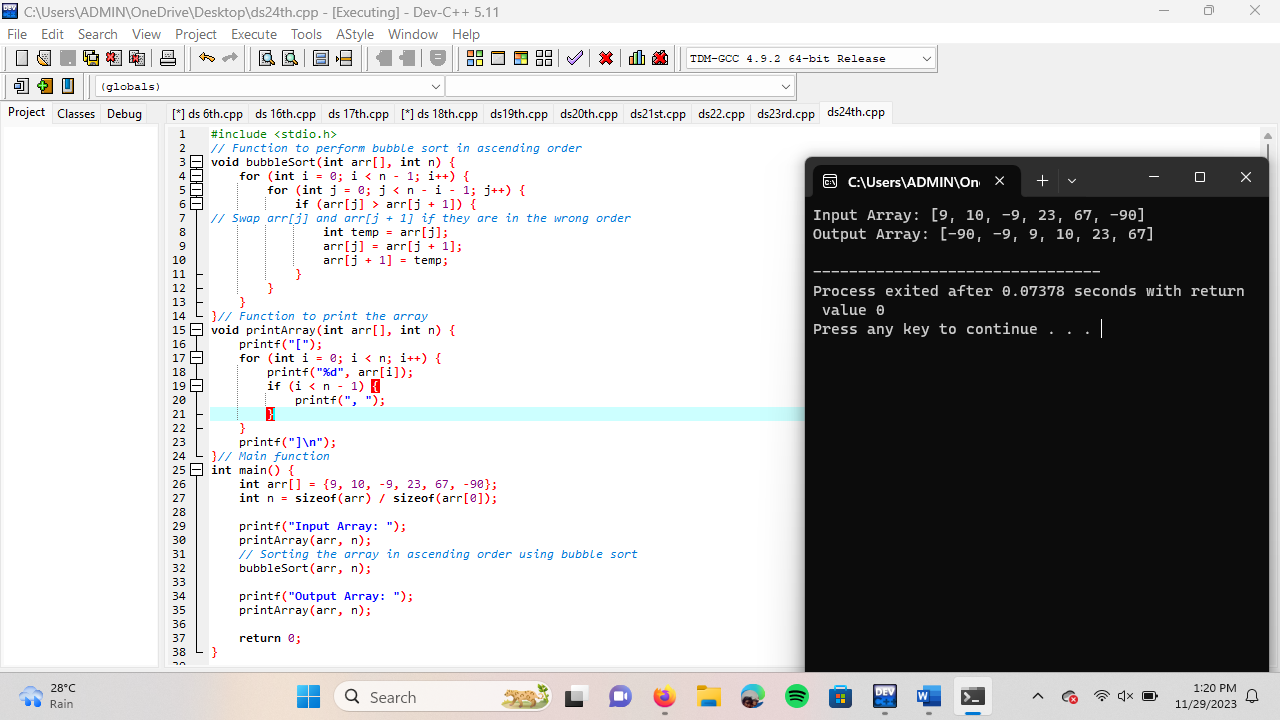 C:\Users\ADMIN\OneDrive\Desktop\ds24th.cpp - [Executing] - Dev-C++ 5.11
File Edit Search View Project Execute Tools AStyle Window Help
TDM-GCC 4.9.2 64-bit Release
(globals)
Project Classes Debug
[*] ds 6th.cpp ds 16th.cpp ds 17th.cpp [*] ds 18th.cpp ds19th.cpp ds20th.cpp ds21st.cpp ds22.cpp ds23rd.cpp ds24th.cpp
1 #include <stdio.h>
2 // Function to perform bubble sort in ascending order
3 void bubbleSort(int arr[], int n) {
4 for (int i = 0; i < n - 1; i++) {
5 for (int j = 0; j < n - i - 1; j++) {
6 if (arr[j] > arr[j + 1]) {
7 // Swap arr[j] and arr[j + 1] if they are in the wrong order
8 int temp = arr[j];
9 arr[j] = arr[j + 1];
10 arr[j + 1] = temp;
11 }
12 }
13 }
14 }// Function to print the array
15 void printArray(int arr[], int n) {
16 printf("[");
17 for (int i = 0; i < n; i++) {
18 printf("%d", arr[i]);
19 if (i < n - 1) {
20 printf(", ");
21 }
22 }
23 printf("]\n");
24 }// Main function
25 int main() {
26 int arr[] = {9, 10, -9, 23, 67, -90};
27 int n = sizeof(arr) / sizeof(arr[0]);
28
29 printf("Input Array: ");
30 printArray(arr, n);
31 // Sorting the array in ascending order using bubble sort
32 bubbleSort(arr, n);
33
34 printf("Output Array: ");
35 printArray(arr, n);
36
37 return 0;
38 }
C:\Users\ADMIN\On
Input Array: [9, 10, -9, 23, 67, -90]
Output Array: [-90, -9, 9, 10, 23, 67]
--------------------------------
Process exited after 0.07378 seconds with return
value 0
Press any key to continue . . .
28°C
Rain
Search
DEV
W
1:20 PM
11/29/2023